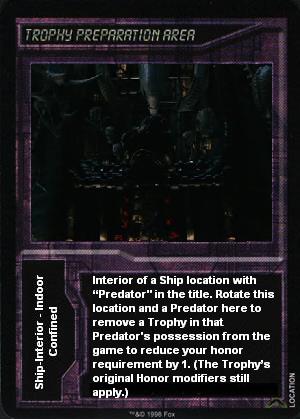 TROPHY PREPARATION AREA
Ship-Interior - Indoor
Confined
Interior of a Ship location with
“Predator” in the title. Rotate this
location and a Predator here to
remove a Trophy in that
Predator's possession from the
game to reduce your honor
requirement by 1. (The Trophy's
original Honor modifiers still
apply.)
LOCATION
™&© 1998 Fox